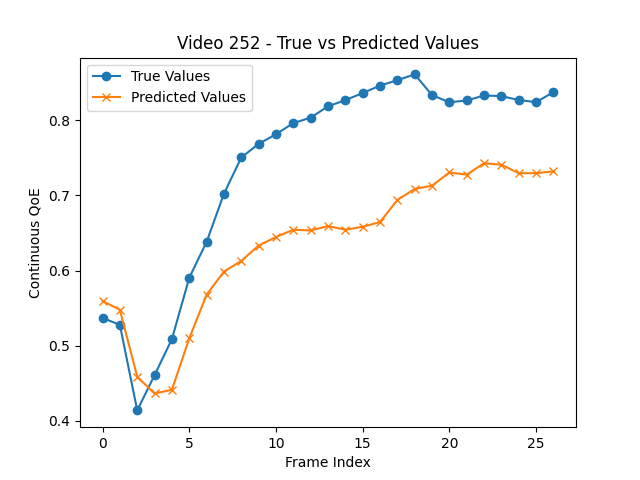 Video 252 - True vs Predicted Values
True Values
Predicted Values
Continuous QoE
0.8
0.7
0.6
0.5
0.4
0 5 10 15 20 25
Frame Index